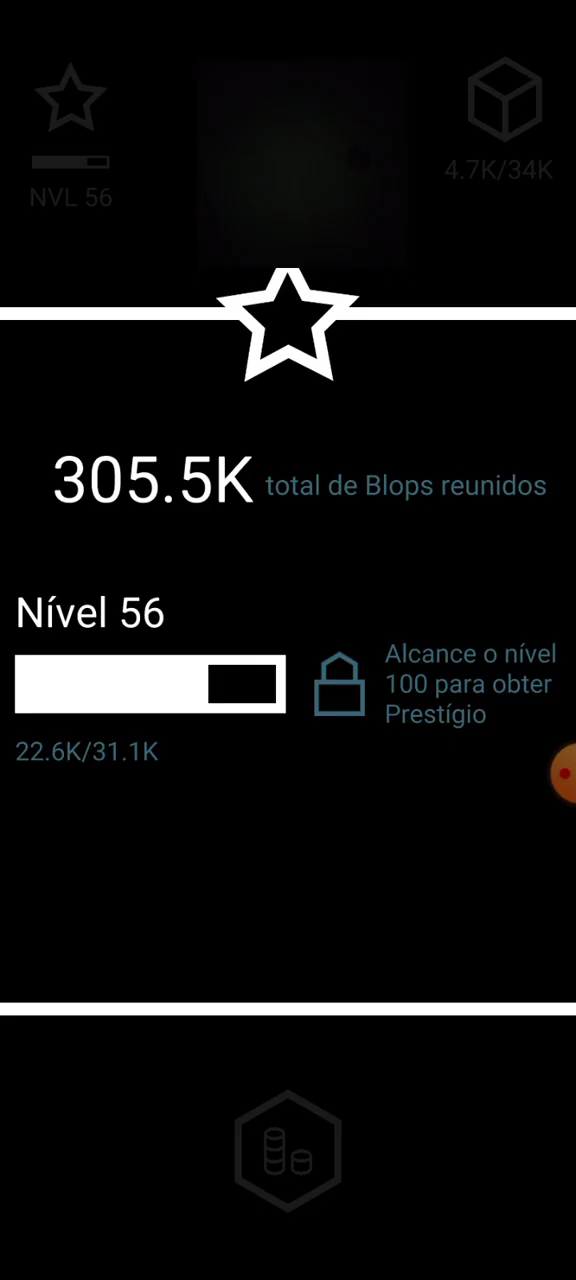 NVL 56
4.7K/34K
305.5K total de Blops reunidos
Nível 56
Alcance o nível
100 para obter
Prestígio
22.6K/31.1K